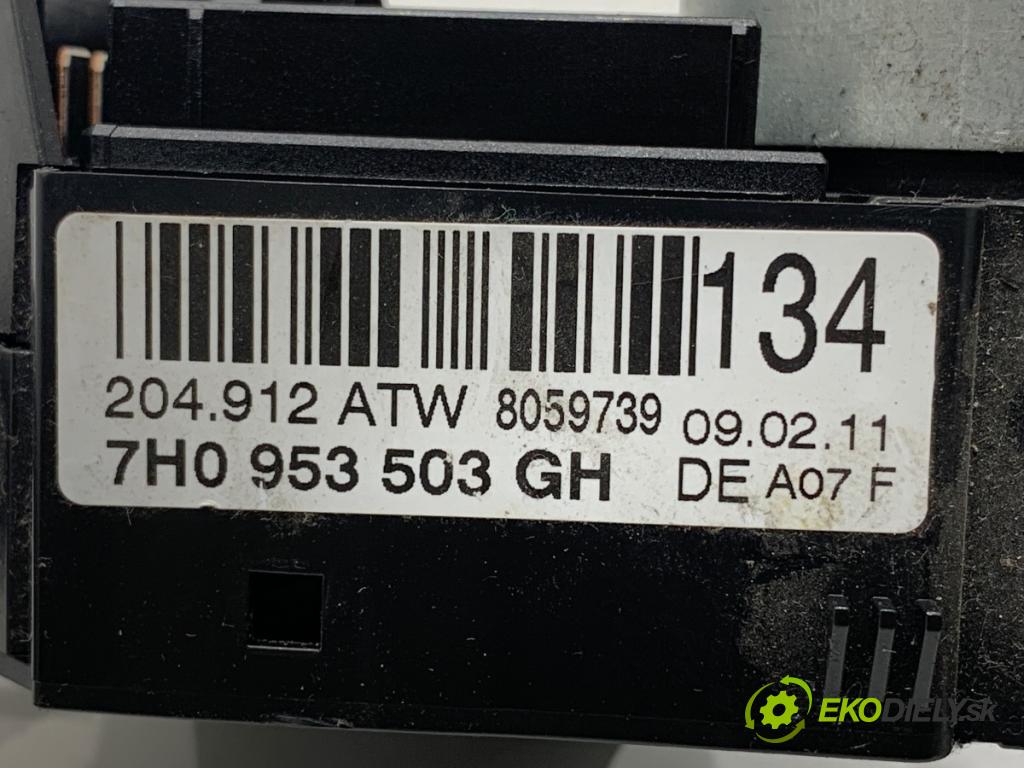 134
204.912 ATW 8059739 09.02.11
7H0 953 503 GH DE A07 F
EKODIELY.sk